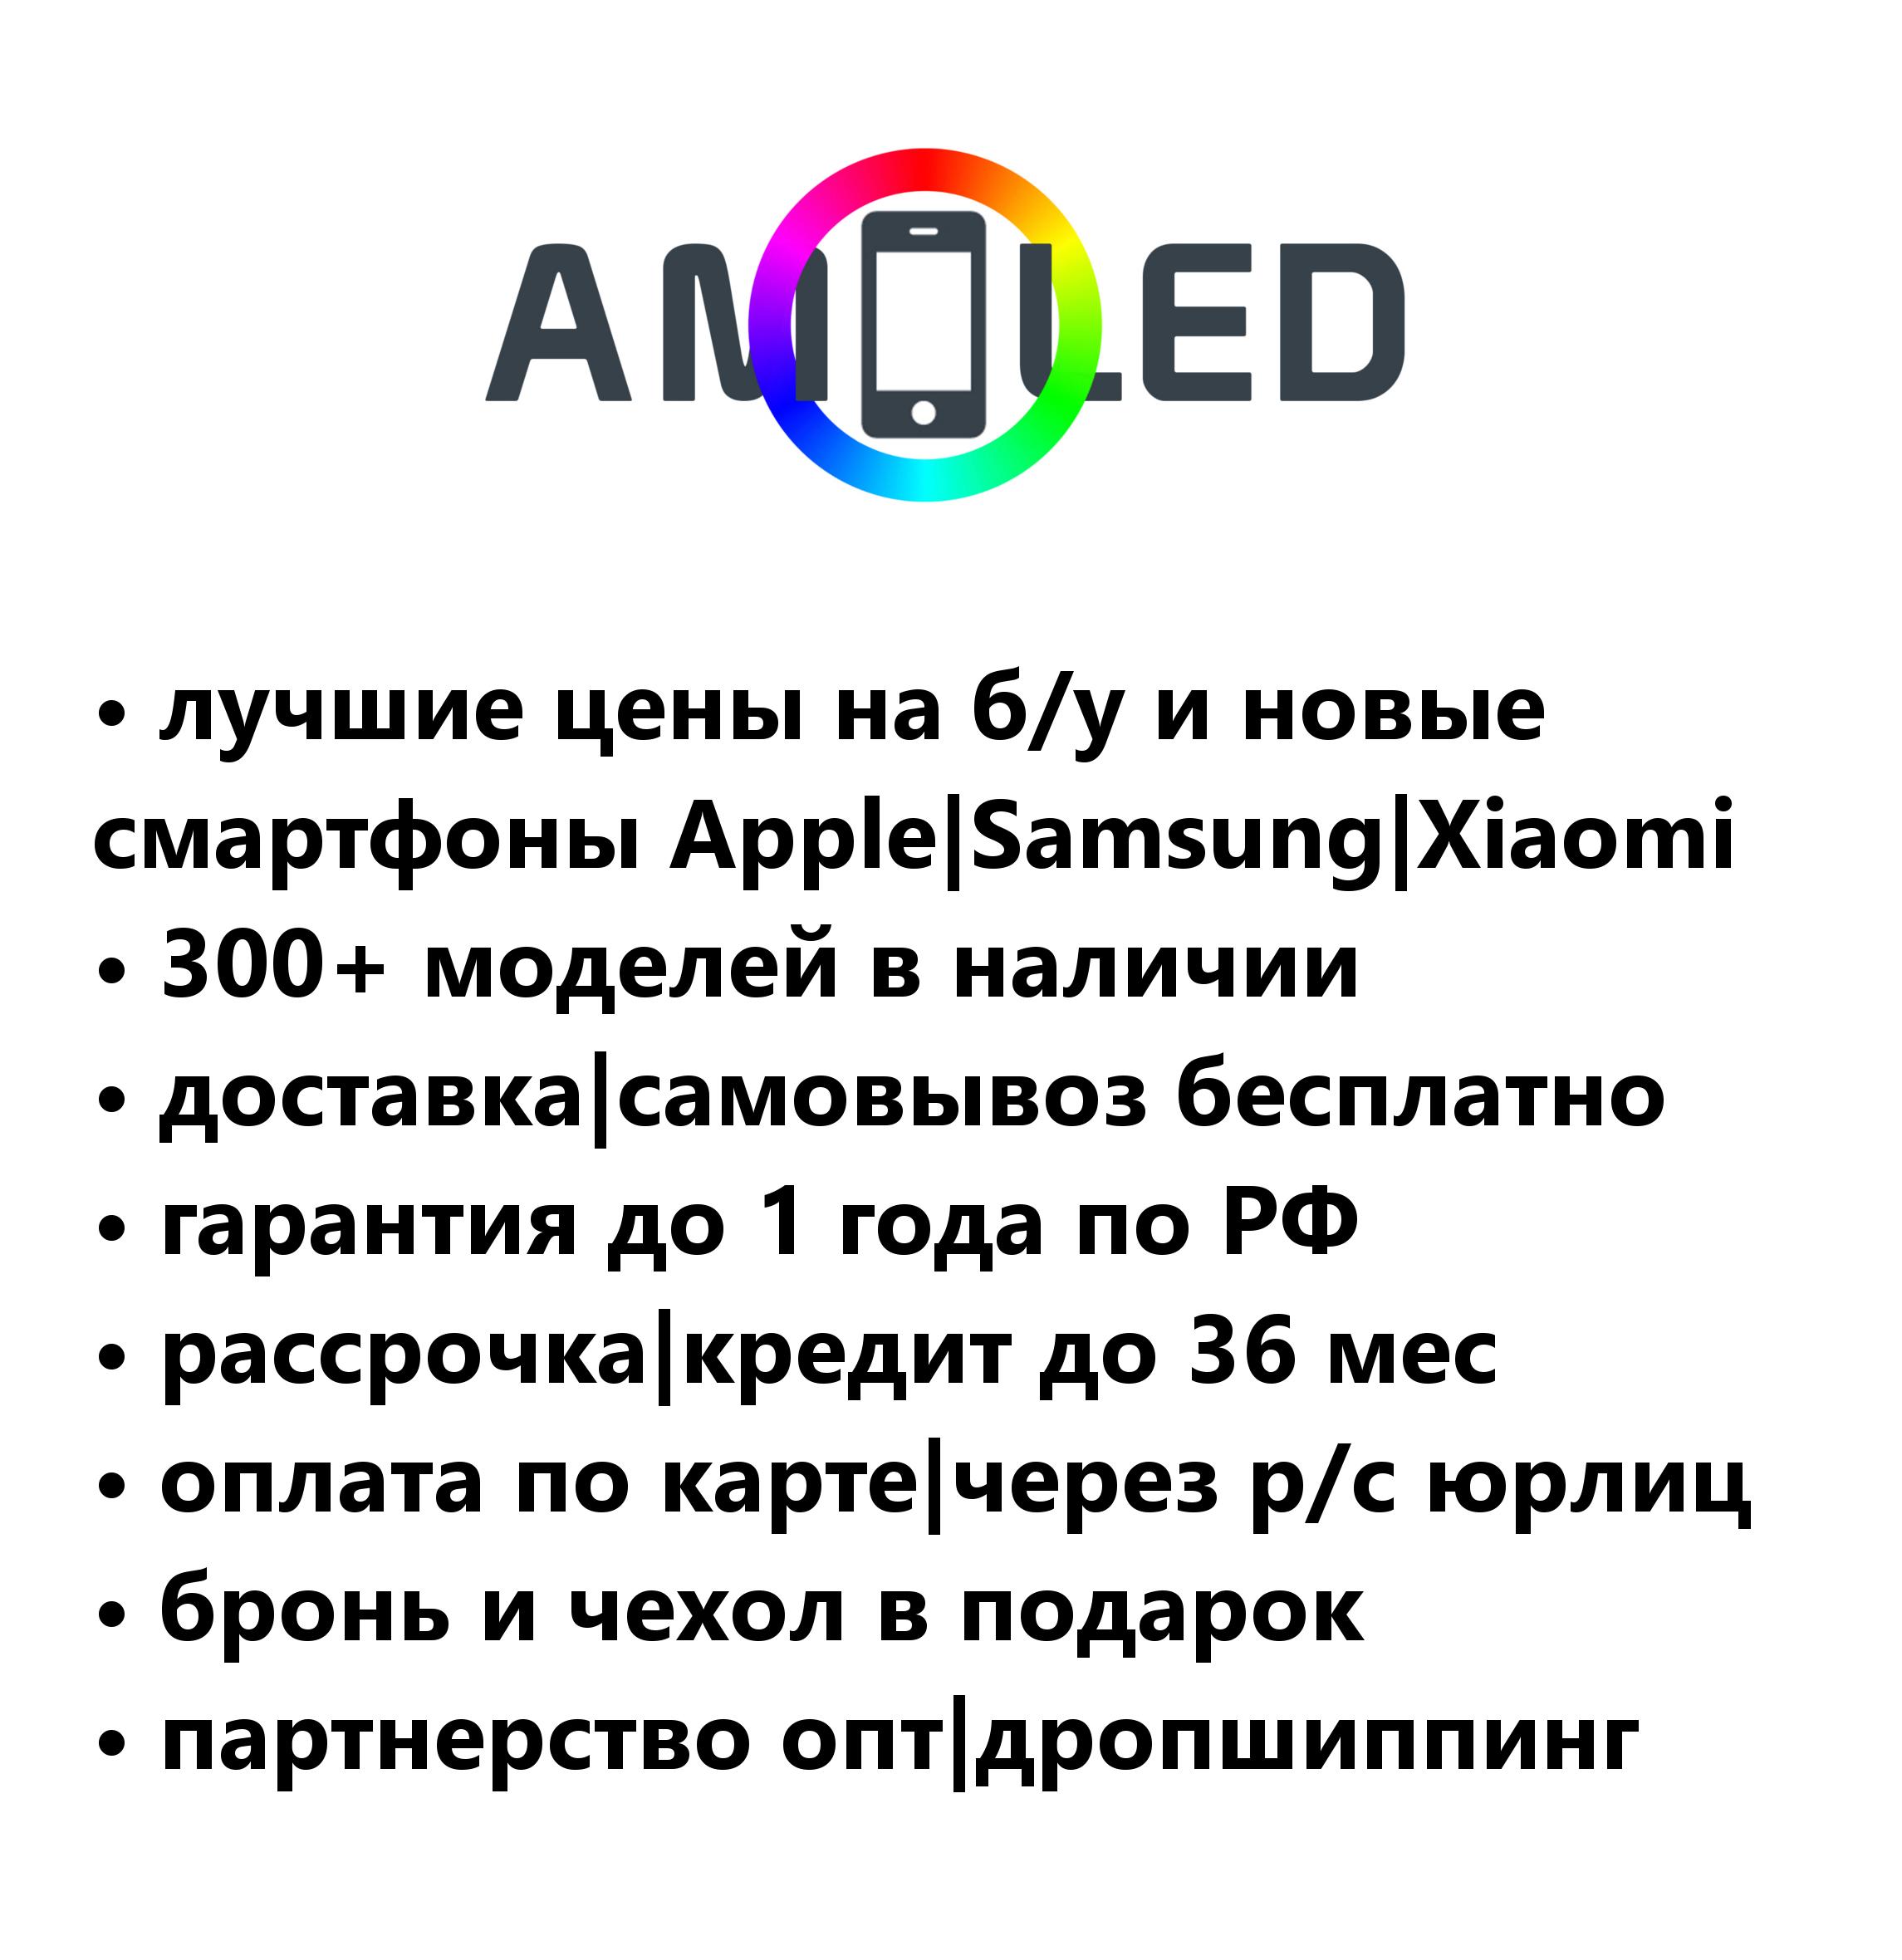 AMOLED
• лучшие цены на б/у и новые
смартфоны Apple|Samsung|Xiaomi
• 300+ моделей в наличии
• доставка|самовывоз бесплатно
• гарантия до 1 года по РФ
• рассрочка|кредит до 36 мес
• оплата по карте|через р/с юрлиц
• бронь и чехол в подарок
• партнерство опт|дропшиппинг